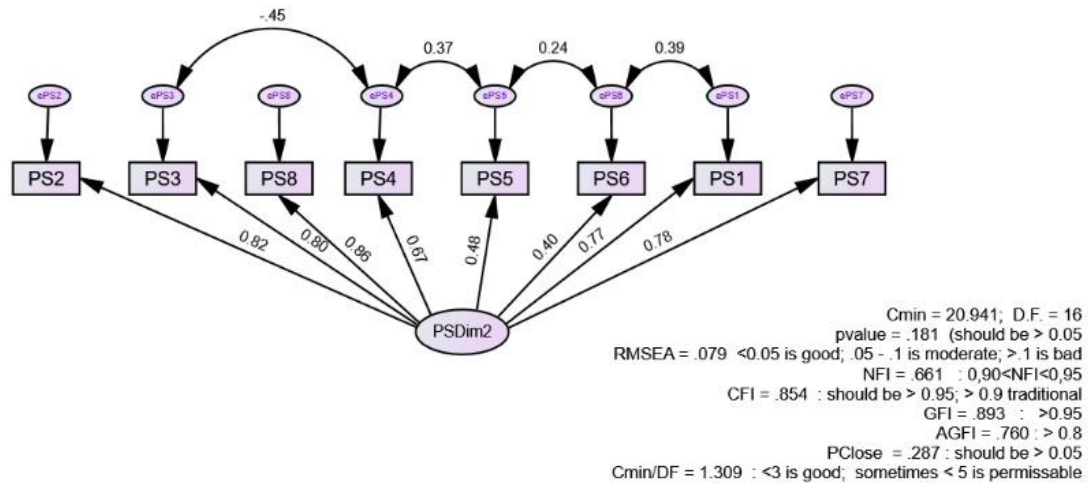 -.45
0.37
0.24
0.39
ePS2
ePS3
ePS8
ePS4
ePS5
ePS6
ePS1
ePS7
PS2
PS3
PS8
PS4
PS5
PS6
PS1
PS7
0.82
0.80
0.86
0.67
0.48
0.40
0.77
0.78
PSDim2
Cmin = 20.941; D.F. = 16
pvalue = .181 (should be > 0.05
RMSEA = .079 <0.05 is good; .05 - .1 is moderate; >.1 is bad
NFI = .661 : 0,90<NFI<0,95
CFI = .854 : should be > 0.95; > 0.9 traditional
GFI = .893 : >0.95
AGFI = .760 : > 0.8
PClose = .287 : should be > 0.05
Cmin/DF = 1.309 : <3 is good; sometimes < 5 is permissable